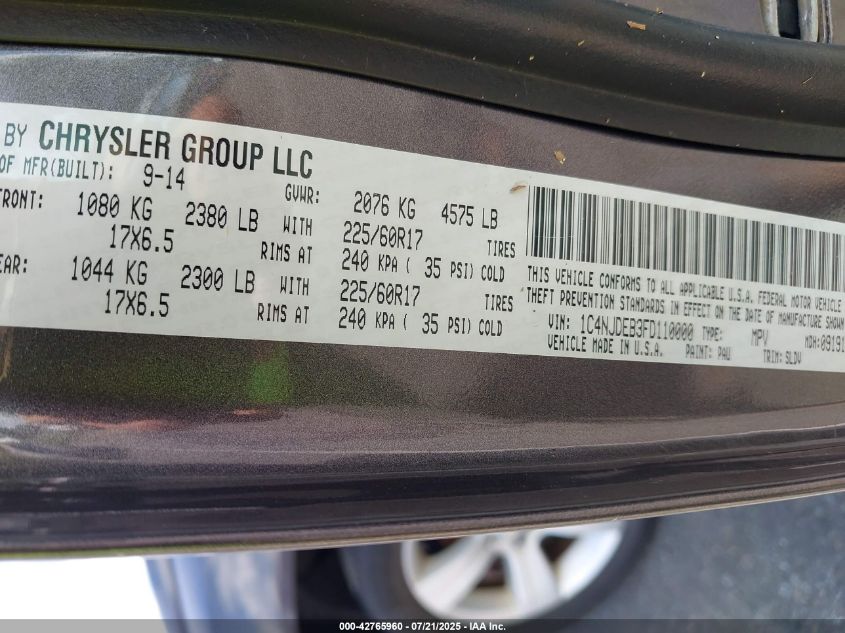 BY CHRYSLER GROUP LLC
OF MFR(BUILT): 9-14 GVWR: 2076 KG 4575 LB
FRONT: 1080 KG 2380 LB WITH 225/60R17 TIRES
17X6.5 RIMS AT 240 KPA ( 35 PSI) COLD
EAR: 1044 KG 2300 LB WITH 225/60R17 TIRES
17X6.5 RIMS AT 240 KPA ( 35 PSI) COLD
THIS VEHICLE CONFORMS TO ALL APPLICABLE U.S.A. FEDERAL MOTOR VEHICLE
THEFT PREVENTION STANDARDS IN EFFECT ON THE DATE OF MANUFACTURE SHOWN
VIN: 1C4NJDEB3FD110000 TYPE: MPV MDH:09191
VEHICLE MADE IN U.S.A. PAINT: PAU TRIM: SLDV
000-42765960 - 07/21/2025 - IAA Inc.